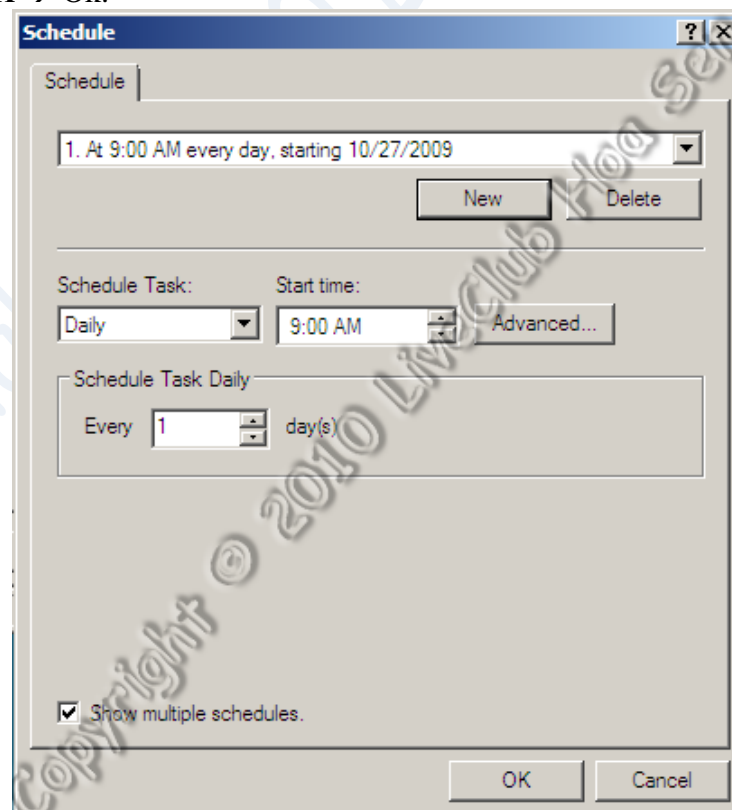 Ok.
Schedule
Schedule
1. At 9:00 AM every day, starting 10/27/2009
New Delete
Schedule Task: Start time:
Daily 9:00 AM Advanced...
Schedule Task Daily
Every 1 day(s)
Show multiple schedules.
OK Cancel
Copyright © 2010 LiveClub Hoa Sen